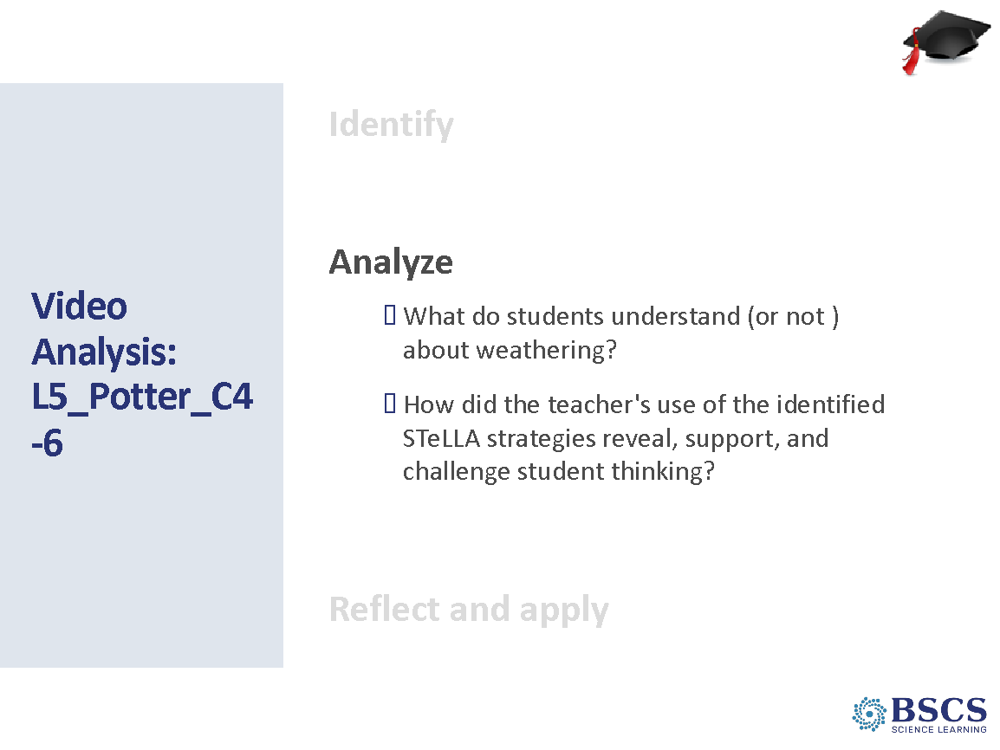 Video
Analysis:
L5_Potter_C4
-6
Identify
Analyze
What do students understand (or not )
about weathering?
How did the teacher's use of the identified
STeLLA strategies reveal, support, and
challenge student thinking?
Reflect and apply
BSCS
SCIENCE LEARNING